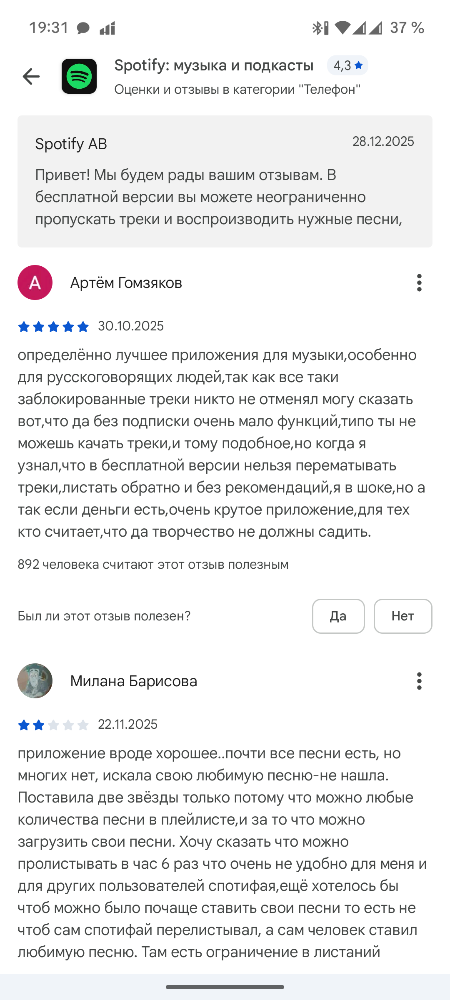 19:31
37 %
Spotify: музыка и подкасты
4,3
Оценки и отзывы в категории "Телефон"
Spotify AB
28.12.2025
Привет! Мы будем рады вашим отзывам. В
бесплатной версии вы можете неограниченно
пропускать треки и воспроизводить нужные песни,
А
Артём Гомзяков
30.10.2025
определённо лучшее приложения для музыки,особенно
для русскоговорящих людей,так как все таки
заблокированные треки никто не отменял могу сказать
вот,что да без подписки очень мало функций,типо ты не
можешь качать треки,и тому подобное,но когда я
узнал,что в бесплатной версии нельзя перематывать
треки,листать обратно и без рекомендаций,я в шоке,но а
так если деньги есть,очень крутое приложение,для тех
кто считает,что да творчество не должны садить.
892 человека считают этот отзыв полезным
Был ли этот отзыв полезен?
Да
Нет
Милана Барисова
22.11.2025
приложение вроде хорошее..почти все песни есть, но
многих нет, искала свою любимую песню-не нашла.
Поставила две звёзды только потому что можно любые
количества песни в плейлисте,и за то что можно
загрузить свои песни. Хочу сказать что можно
пролистывать в час 6 раз что очень не удобно для меня и
для других пользователей спотифая,ещё хотелось бы
чтоб можно было почаще ставить свои песни то есть не
чтоб сам спотифай перелистывал, а сам человек ставил
любимую песню. Там есть ограничение в листаний